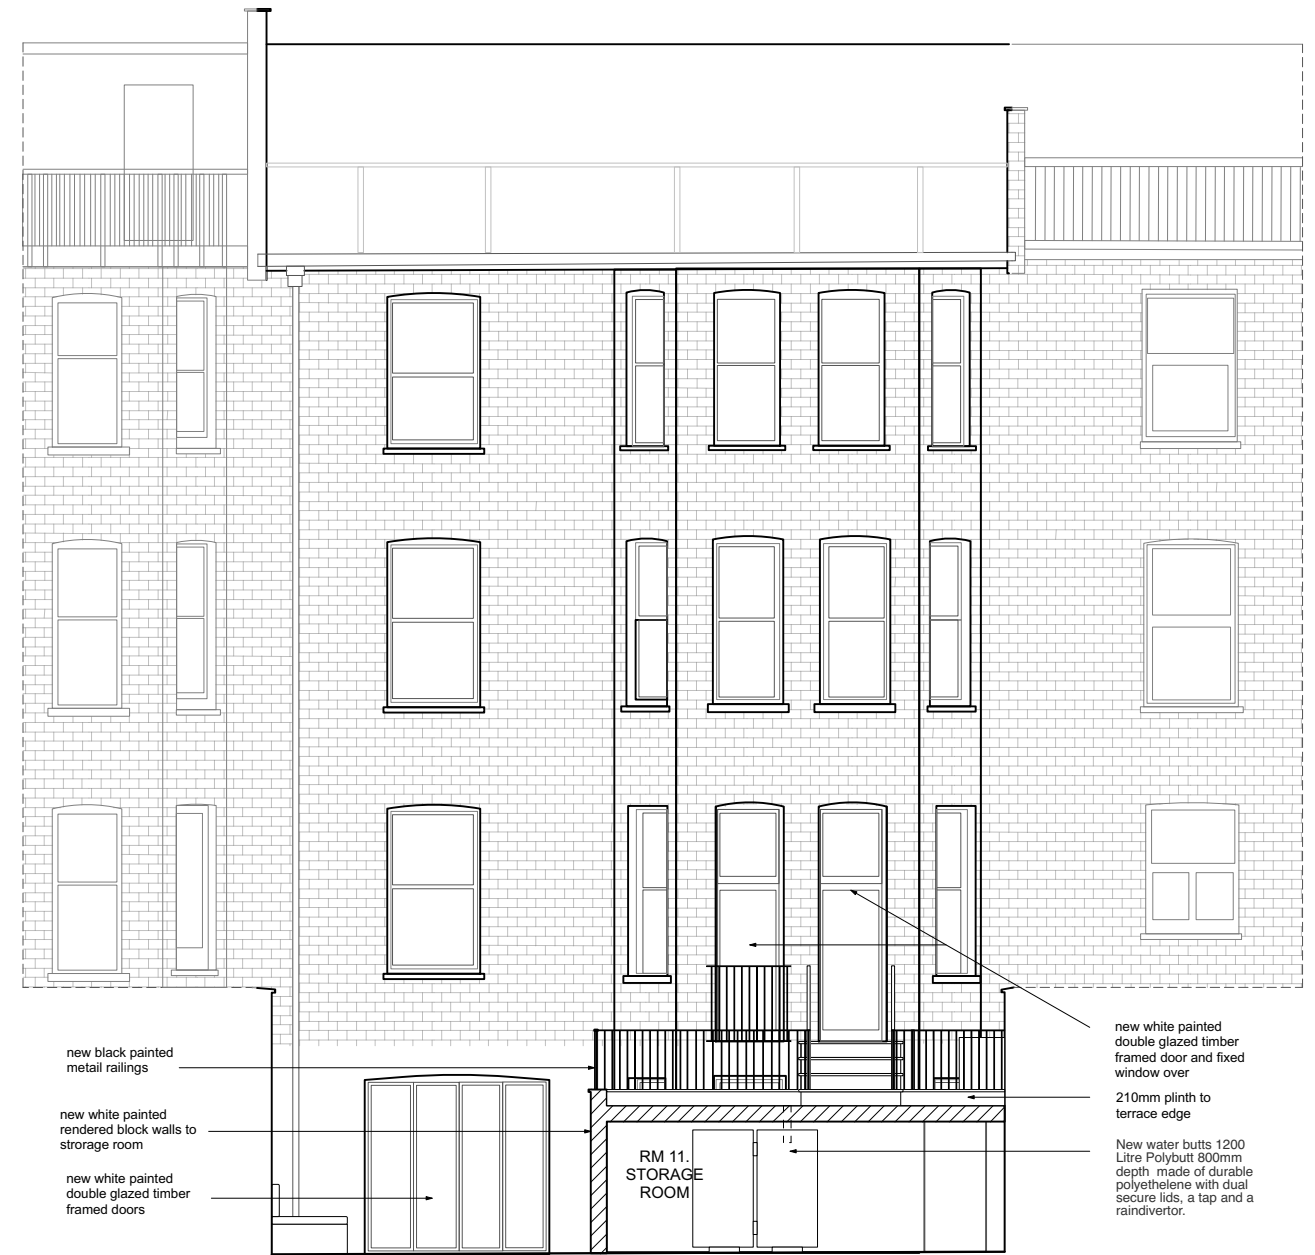 new black painted
metail railings
new white painted
rendered block walls to
strorage room
new white painted
double glazed timber
framed doors
RM 11.
STORAGE
ROOM
new white painted
double glazed timber
framed door and fixed
window over
210mm plinth to
terrace edge
New water butts 1200
Litre Polybutt 800mm
depth made of durable
polyethelene with dual
secure lids, a tap and a
raindivertor.